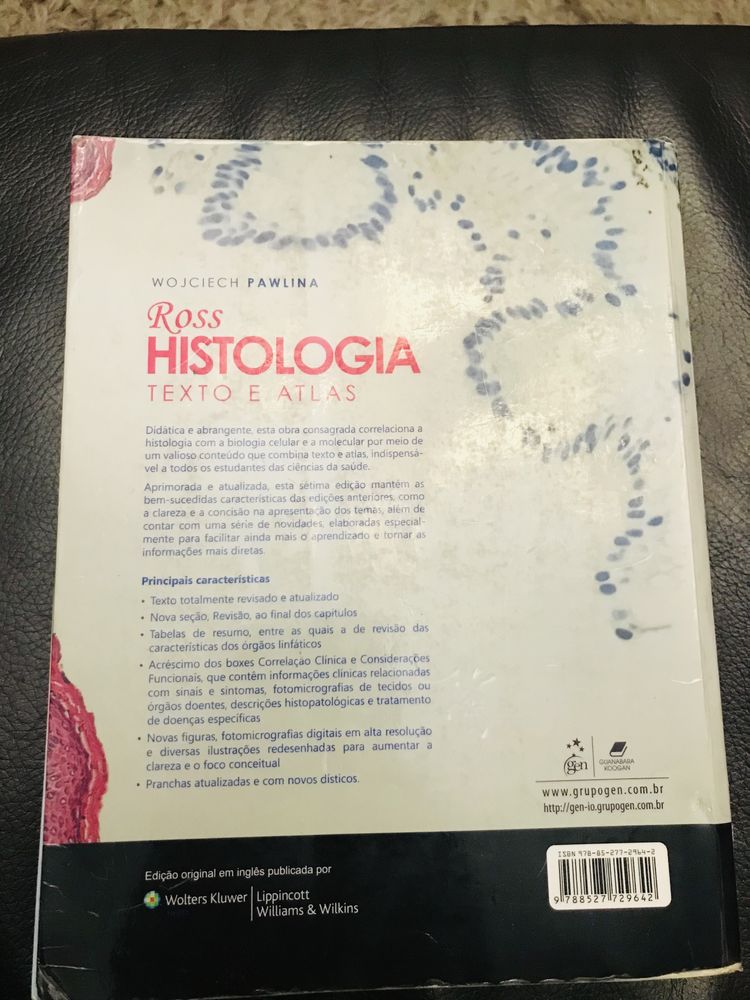 WOJCIECH PAWLINA
Ross
HISTOLOGIA
TEXTO E ATLAS
Didática e abrangente, esta obra consagrada correlaciona a
histologia com a biologia celular e a molecular por meio de
um valioso conteúdo que combina texto e atlas, indispensá-
vel a todos os estudantes das ciências da saúde.
Aprimorada e atualizada, esta sétima edição mantém as
bem-sucedidas características das edições anteriores, como
a clareza e a concisão na apresentação dos temas, além de
contar com uma série de novidades, elaboradas especial-
mente para facilitar ainda mais o aprendizado e tornar as
informações mais diretas.
Principais características
• Texto totalmente revisado e atualizado
• Nova seção, Revisão, ao final dos capítulos
• Tabelas de resumo, entre as quais a de revisão das
características dos órgãos linfáticos
• Acréscimo dos boxes Correlação Clínica e Considerações
Funcionais, que contêm informações clínicas relacionadas
com sinais e sintomas, fotomicrografias de tecidos ou
órgãos doentes, descrições histopatológicas e tratamento
de doenças específicas
• Novas figuras, fotomicrografias digitais em alta resolução
e diversas ilustrações redesenhadas para aumentar a
clareza e o foco conceitual
• Pranchas atualizadas e com novos dísticos.
gen
GUANABARA
KOOGAN
www.grupogen.com.br
http://gen-io.grupogen.com.br
Edição original em inglês publicada por
Wolters Kluwer
Lippincott
Williams & Wilkins
ISBN 978-85-277-2964-2
9 788527 729642